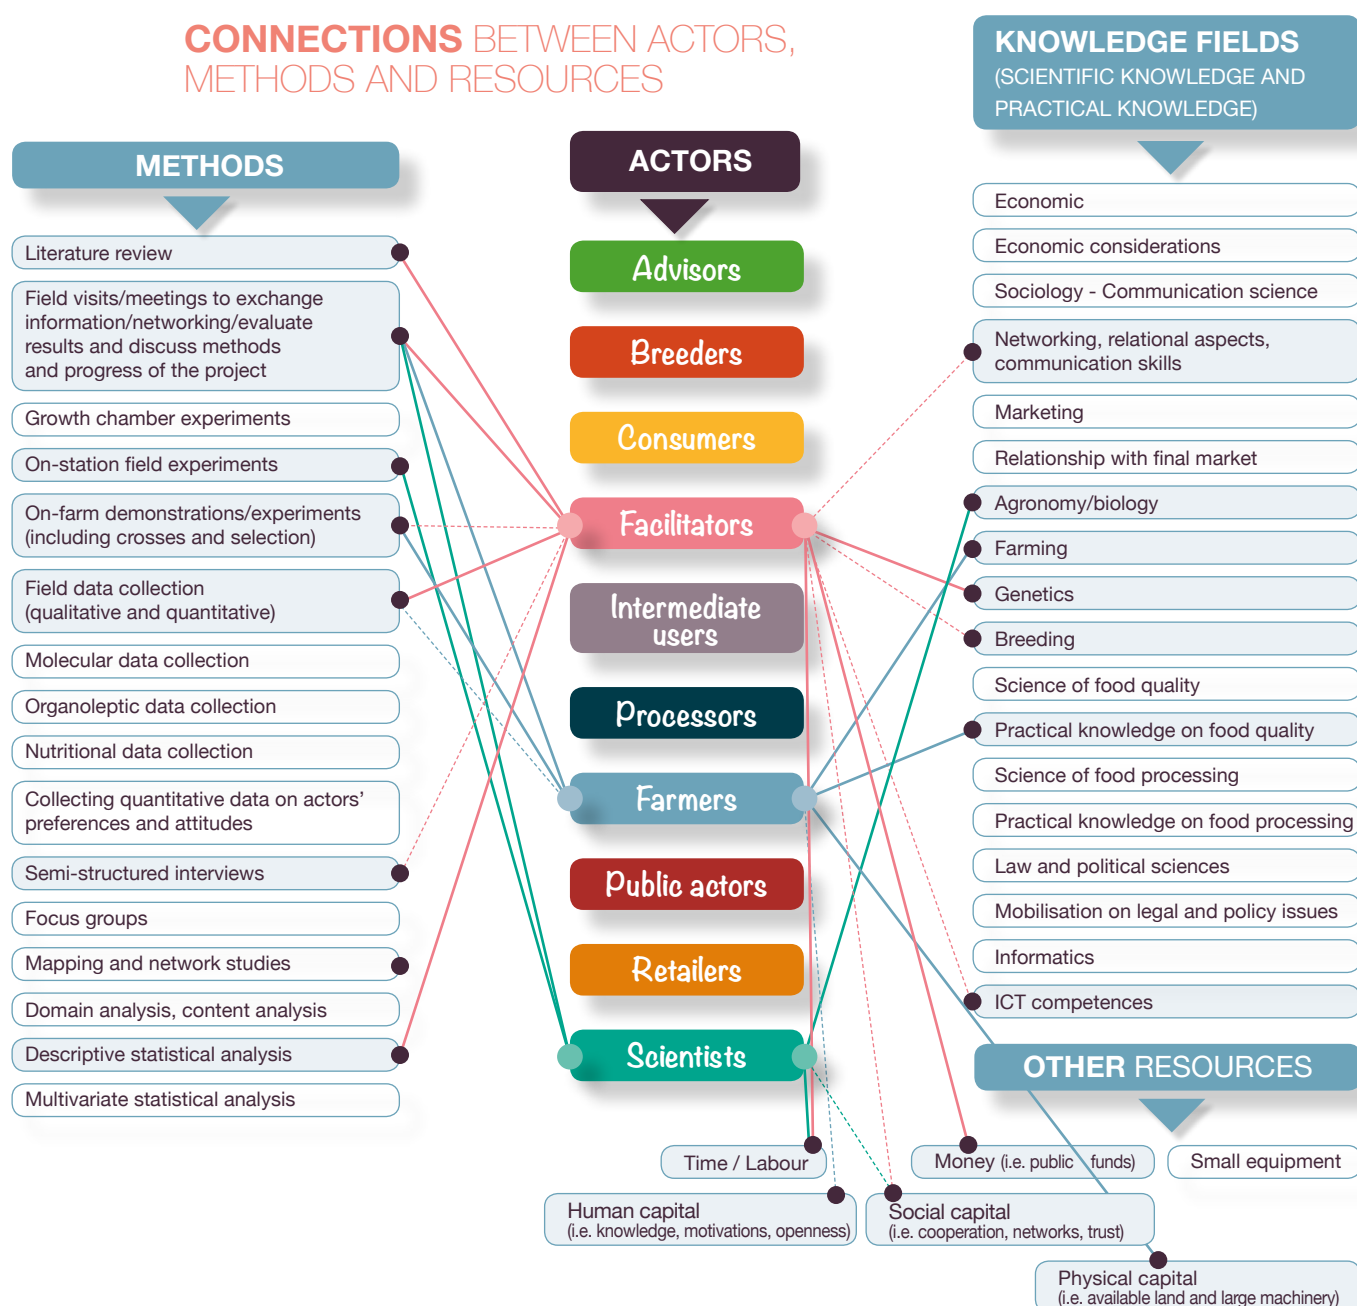 CONNECTIONS BETWEEN ACTORS,
METHODS AND RESOURCES
METHODS
Literature review
Field visits/meetings to exchange
information/networking/evaluate
results and discuss methods
and progress of the project
Growth chamber experiments
On-station field experiments
On-farm demonstrations/experiments
(including crosses and selection)
Field data collection
(qualitative and quantitative)
Molecular data collection
Organoleptic data collection
Nutritional data collection
Collecting quantitative data on actors’
preferences and attitudes
Semi-structured interviews
Focus groups
Mapping and network studies
Domain analysis, content analysis
Descriptive statistical analysis
Multivariate statistical analysis
ACTORS
Advisors
Breeders
Consumers
Facilitators
Intermediate
users
Processors
Farmers
Public actors
Retailers
Scientists
KNOWLEDGE FIELDS
(SCIENTIFIC KNOWLEDGE AND
PRACTICAL KNOWLEDGE)
Economic
Economic considerations
Sociology - Communication science
Networking, relational aspects,
communication skills
Marketing
Relationship with final market
Agronomy/biology
Farming
Genetics
Breeding
Science of food quality
Practical knowledge on food quality
Science of food processing
Practical knowledge on food processing
Law and political sciences
Mobilisation on legal and policy issues
Informatics
ICT competences
OTHER RESOURCES
Time / Labour
Money (i.e. public funds)
Small equipment
Human capital
(i.e. knowledge, motivations, openness)
Social capital
(i.e. cooperation, networks, trust)
Physical capital
(i.e. available land and large machinery)